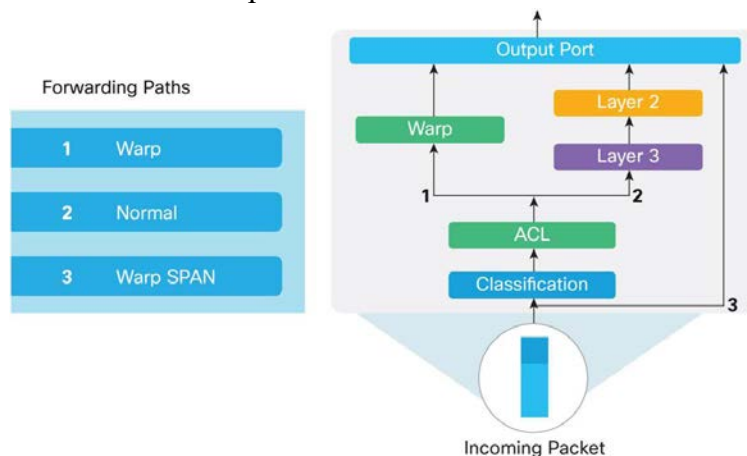 Forwarding Paths
1 Warp
2 Normal
3 Warp SPAN
Output Port
Layer 2
Warp
Layer 3
1
2
ACL
Classification
3
Incoming Packet